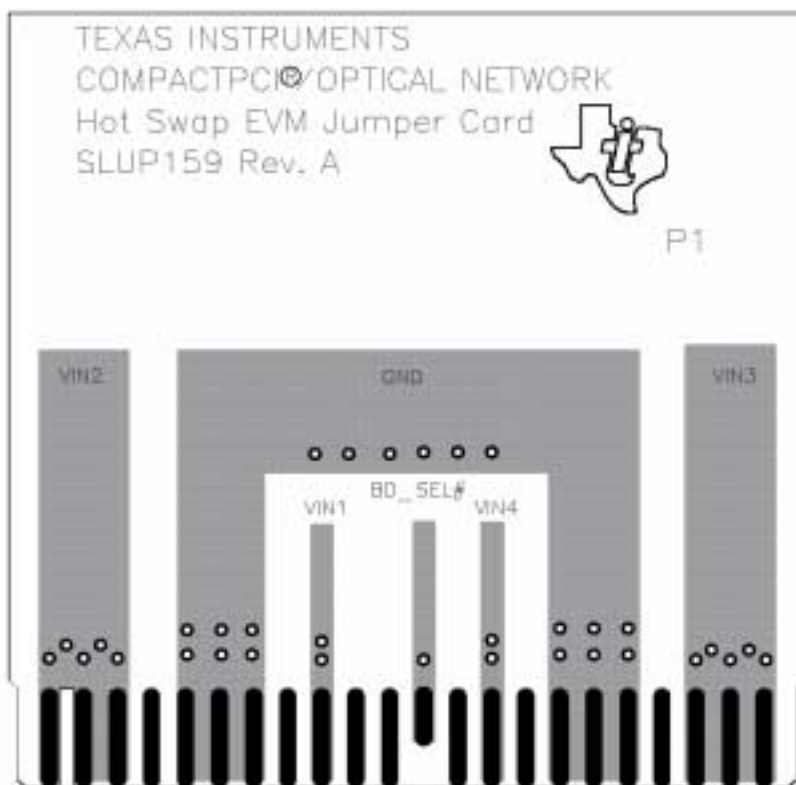 TEXAS INSTRUMENTS
COMPACTPCI®/OPTICAL NETWORK
Hot Swap EVM Jumper Card
SLUP159 Rev. A
P1
VIN2
GND
VIN3
BD_SEL#
VIN1
VIN4